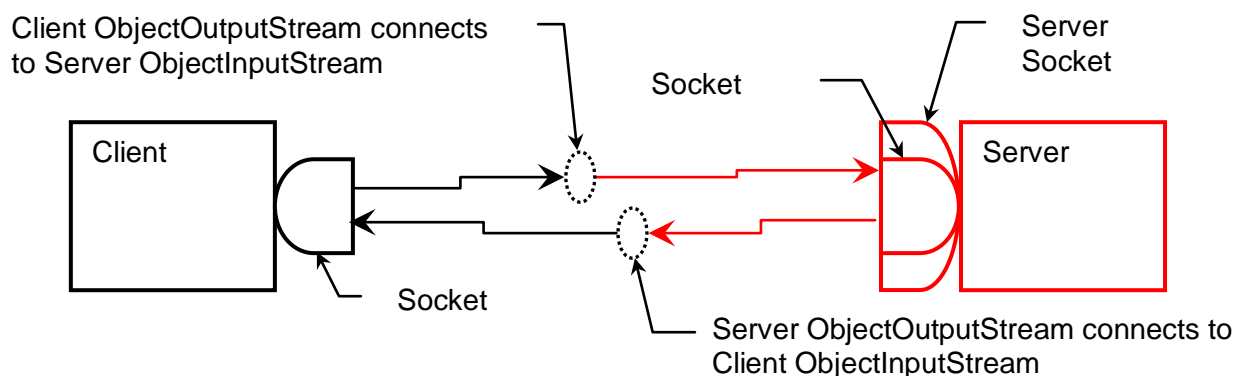 Client ObjectOutputStream connects
to Server ObjectInputStream
Server
Socket
Socket
Client
Server
Socket
Server ObjectOutputStream connects to
Client ObjectInputStream